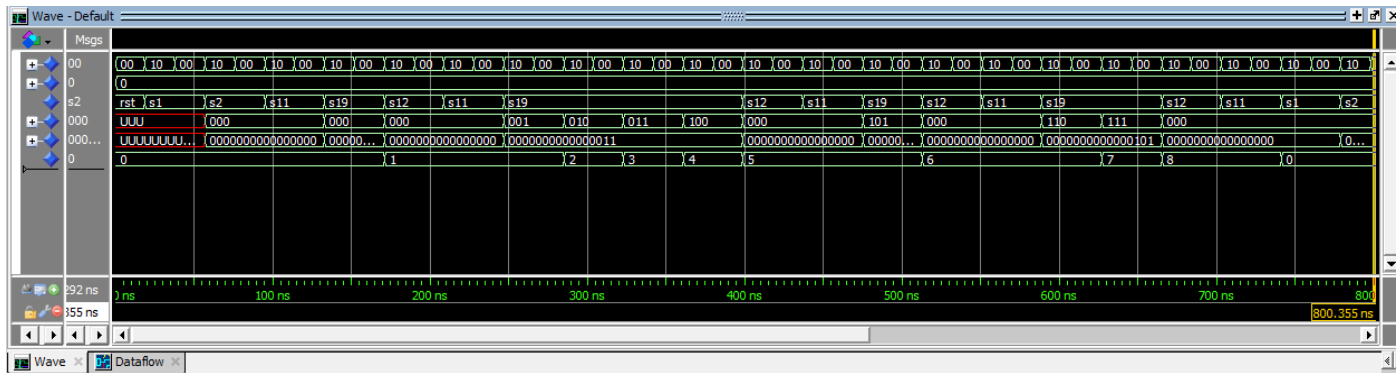 Wave - Default
Msgs
00 00 10 00 10 00 10 00 10 00 10 00 10 00 10 00 10 00 10 00 10 00 10 00 10 00 10 00 10 00 10 00 10 00 10 00 10 00 10 00 10 00 10
0 0
s2 rst s1 s2 s11 s19 s12 s11 s19 s12 s11 s19 s12 s11 s19 s12 s11 s1 s2
000 UUU 000 000 000 001 010 011 100 000 101 000 110 111 000
000... UUUUUUUU... 0000000000000000 00000... 0000000000000000 0000000000000011 0000000000000000 00000... 0000000000000000 0000000000000101 0000000000000000 0...
0 0 1 2 3 4 5 6 7 8 0
292 ns ns 100 ns 200 ns 300 ns 400 ns 500 ns 600 ns 700 ns 800
355 ns 800.355 ns
Wave Dataflow